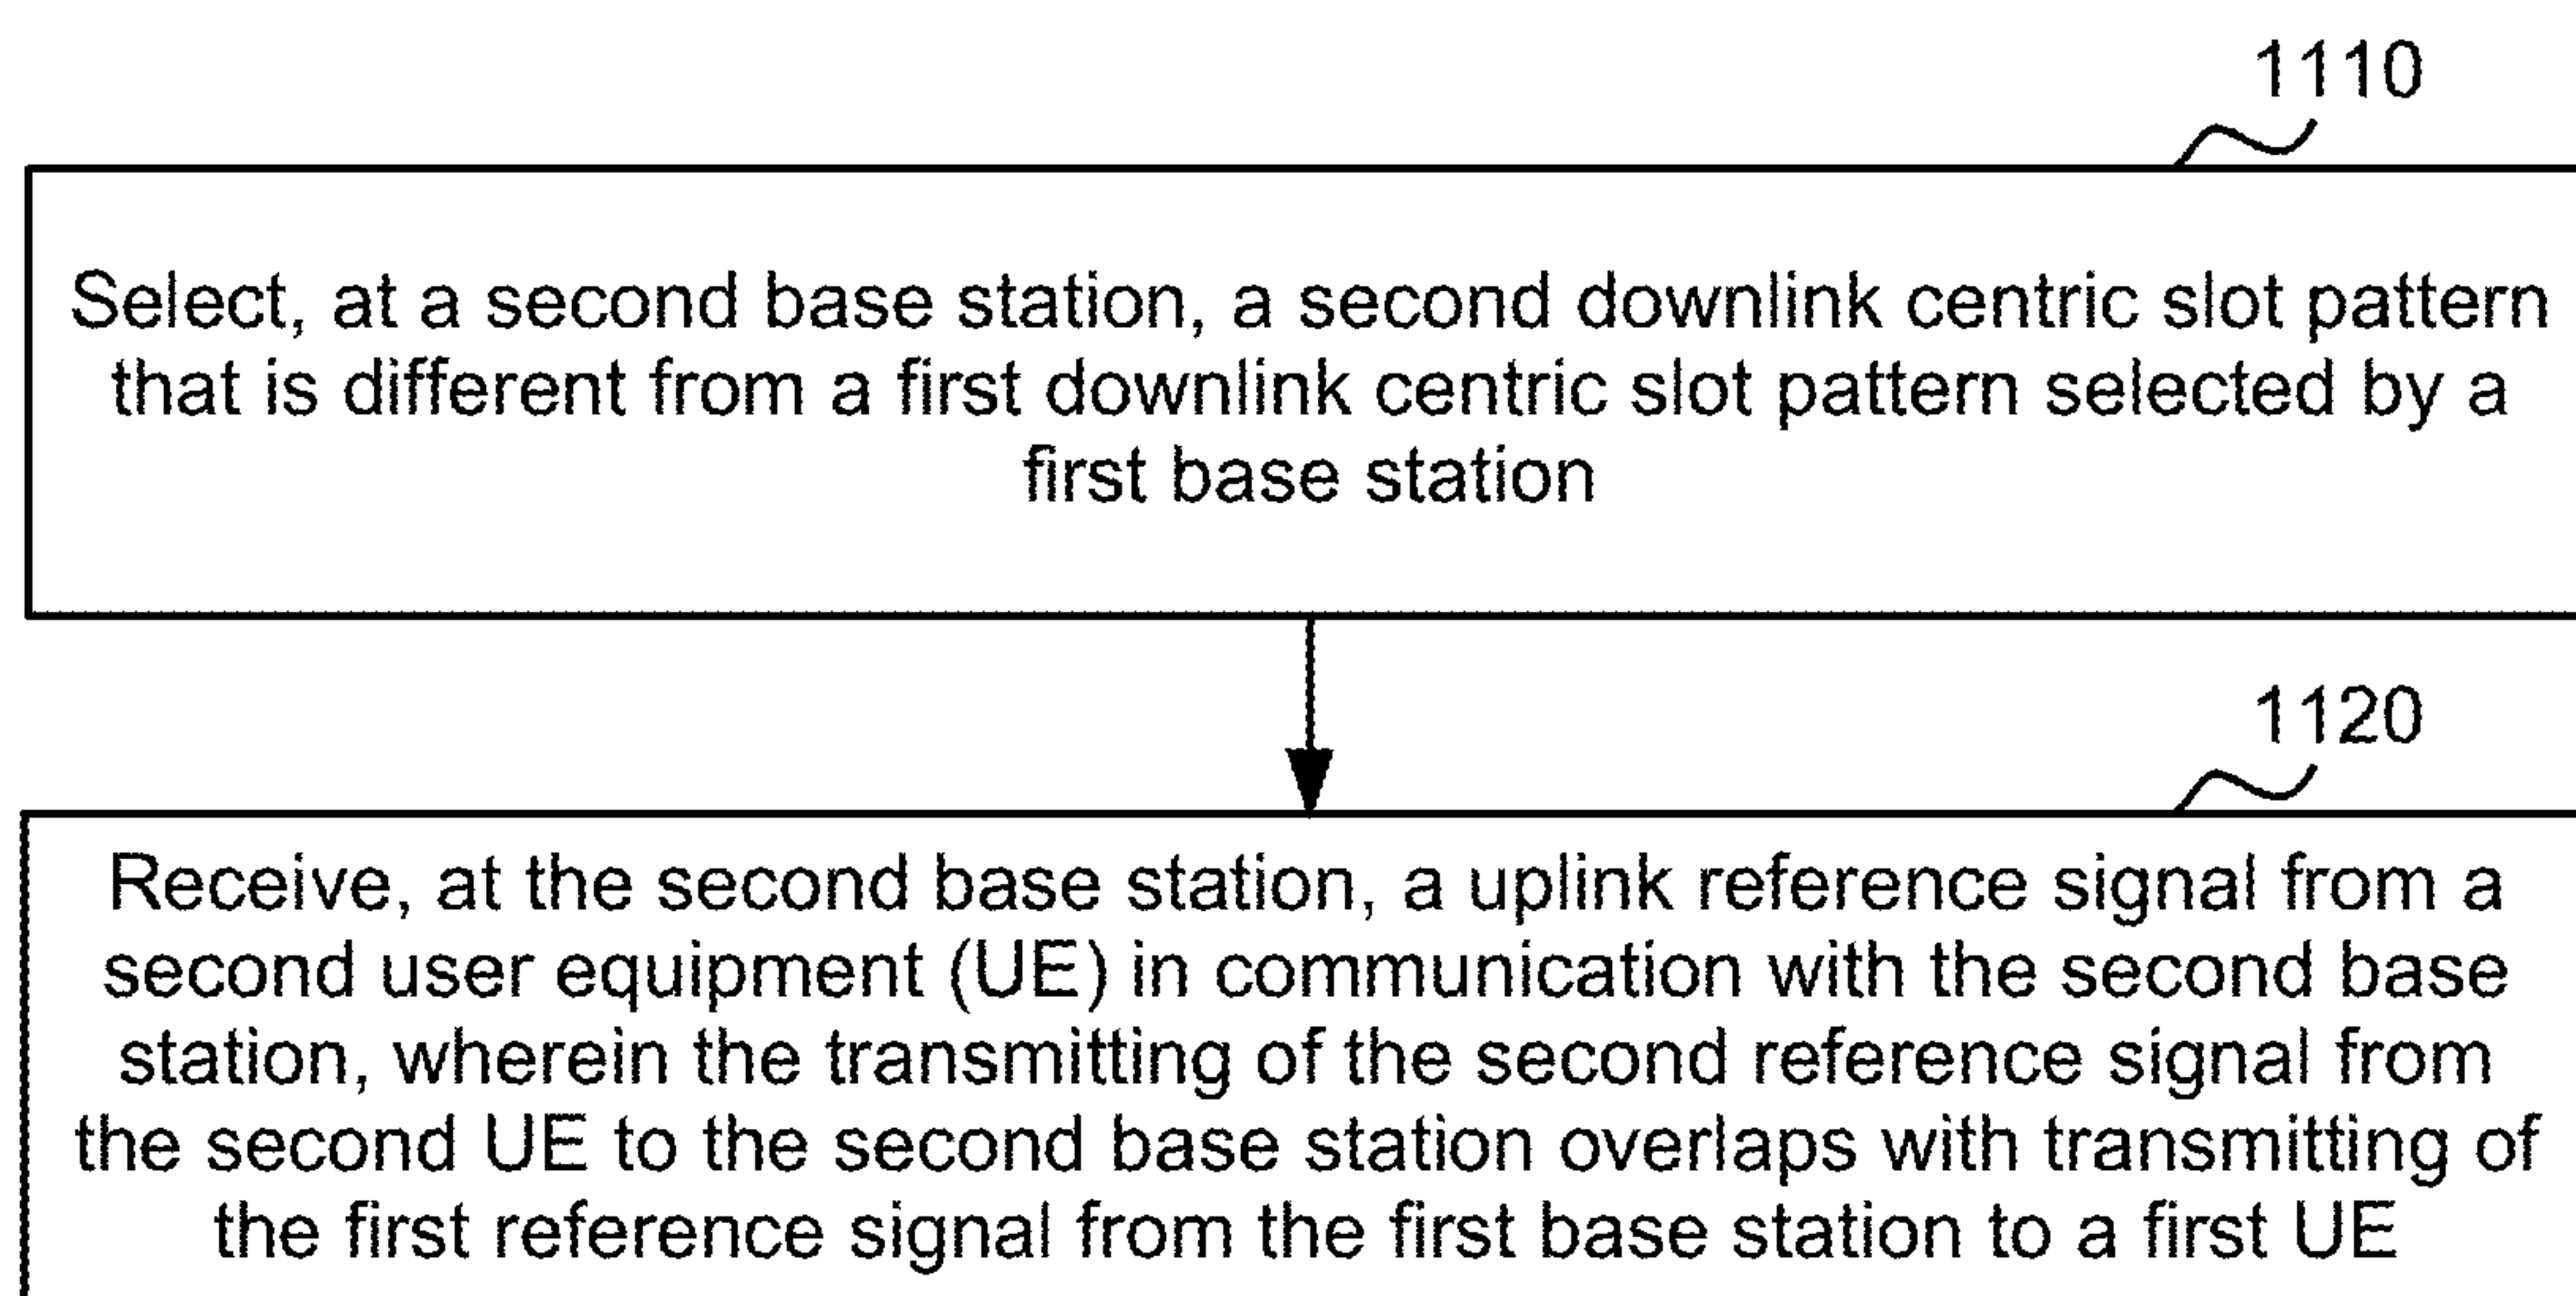 1110
Select, at a second base station, a second downlink centric slot pattern
that is different from a first downlink centric slot pattern selected by a
first base station
1120
Receive, at the second base station, a uplink reference signal from a
second user equipment (UE) in communication with the second base
station, wherein the transmitting of the second reference signal from
the second UE to the second base station overlaps with transmitting of
the first reference signal from the first base station to a first UE